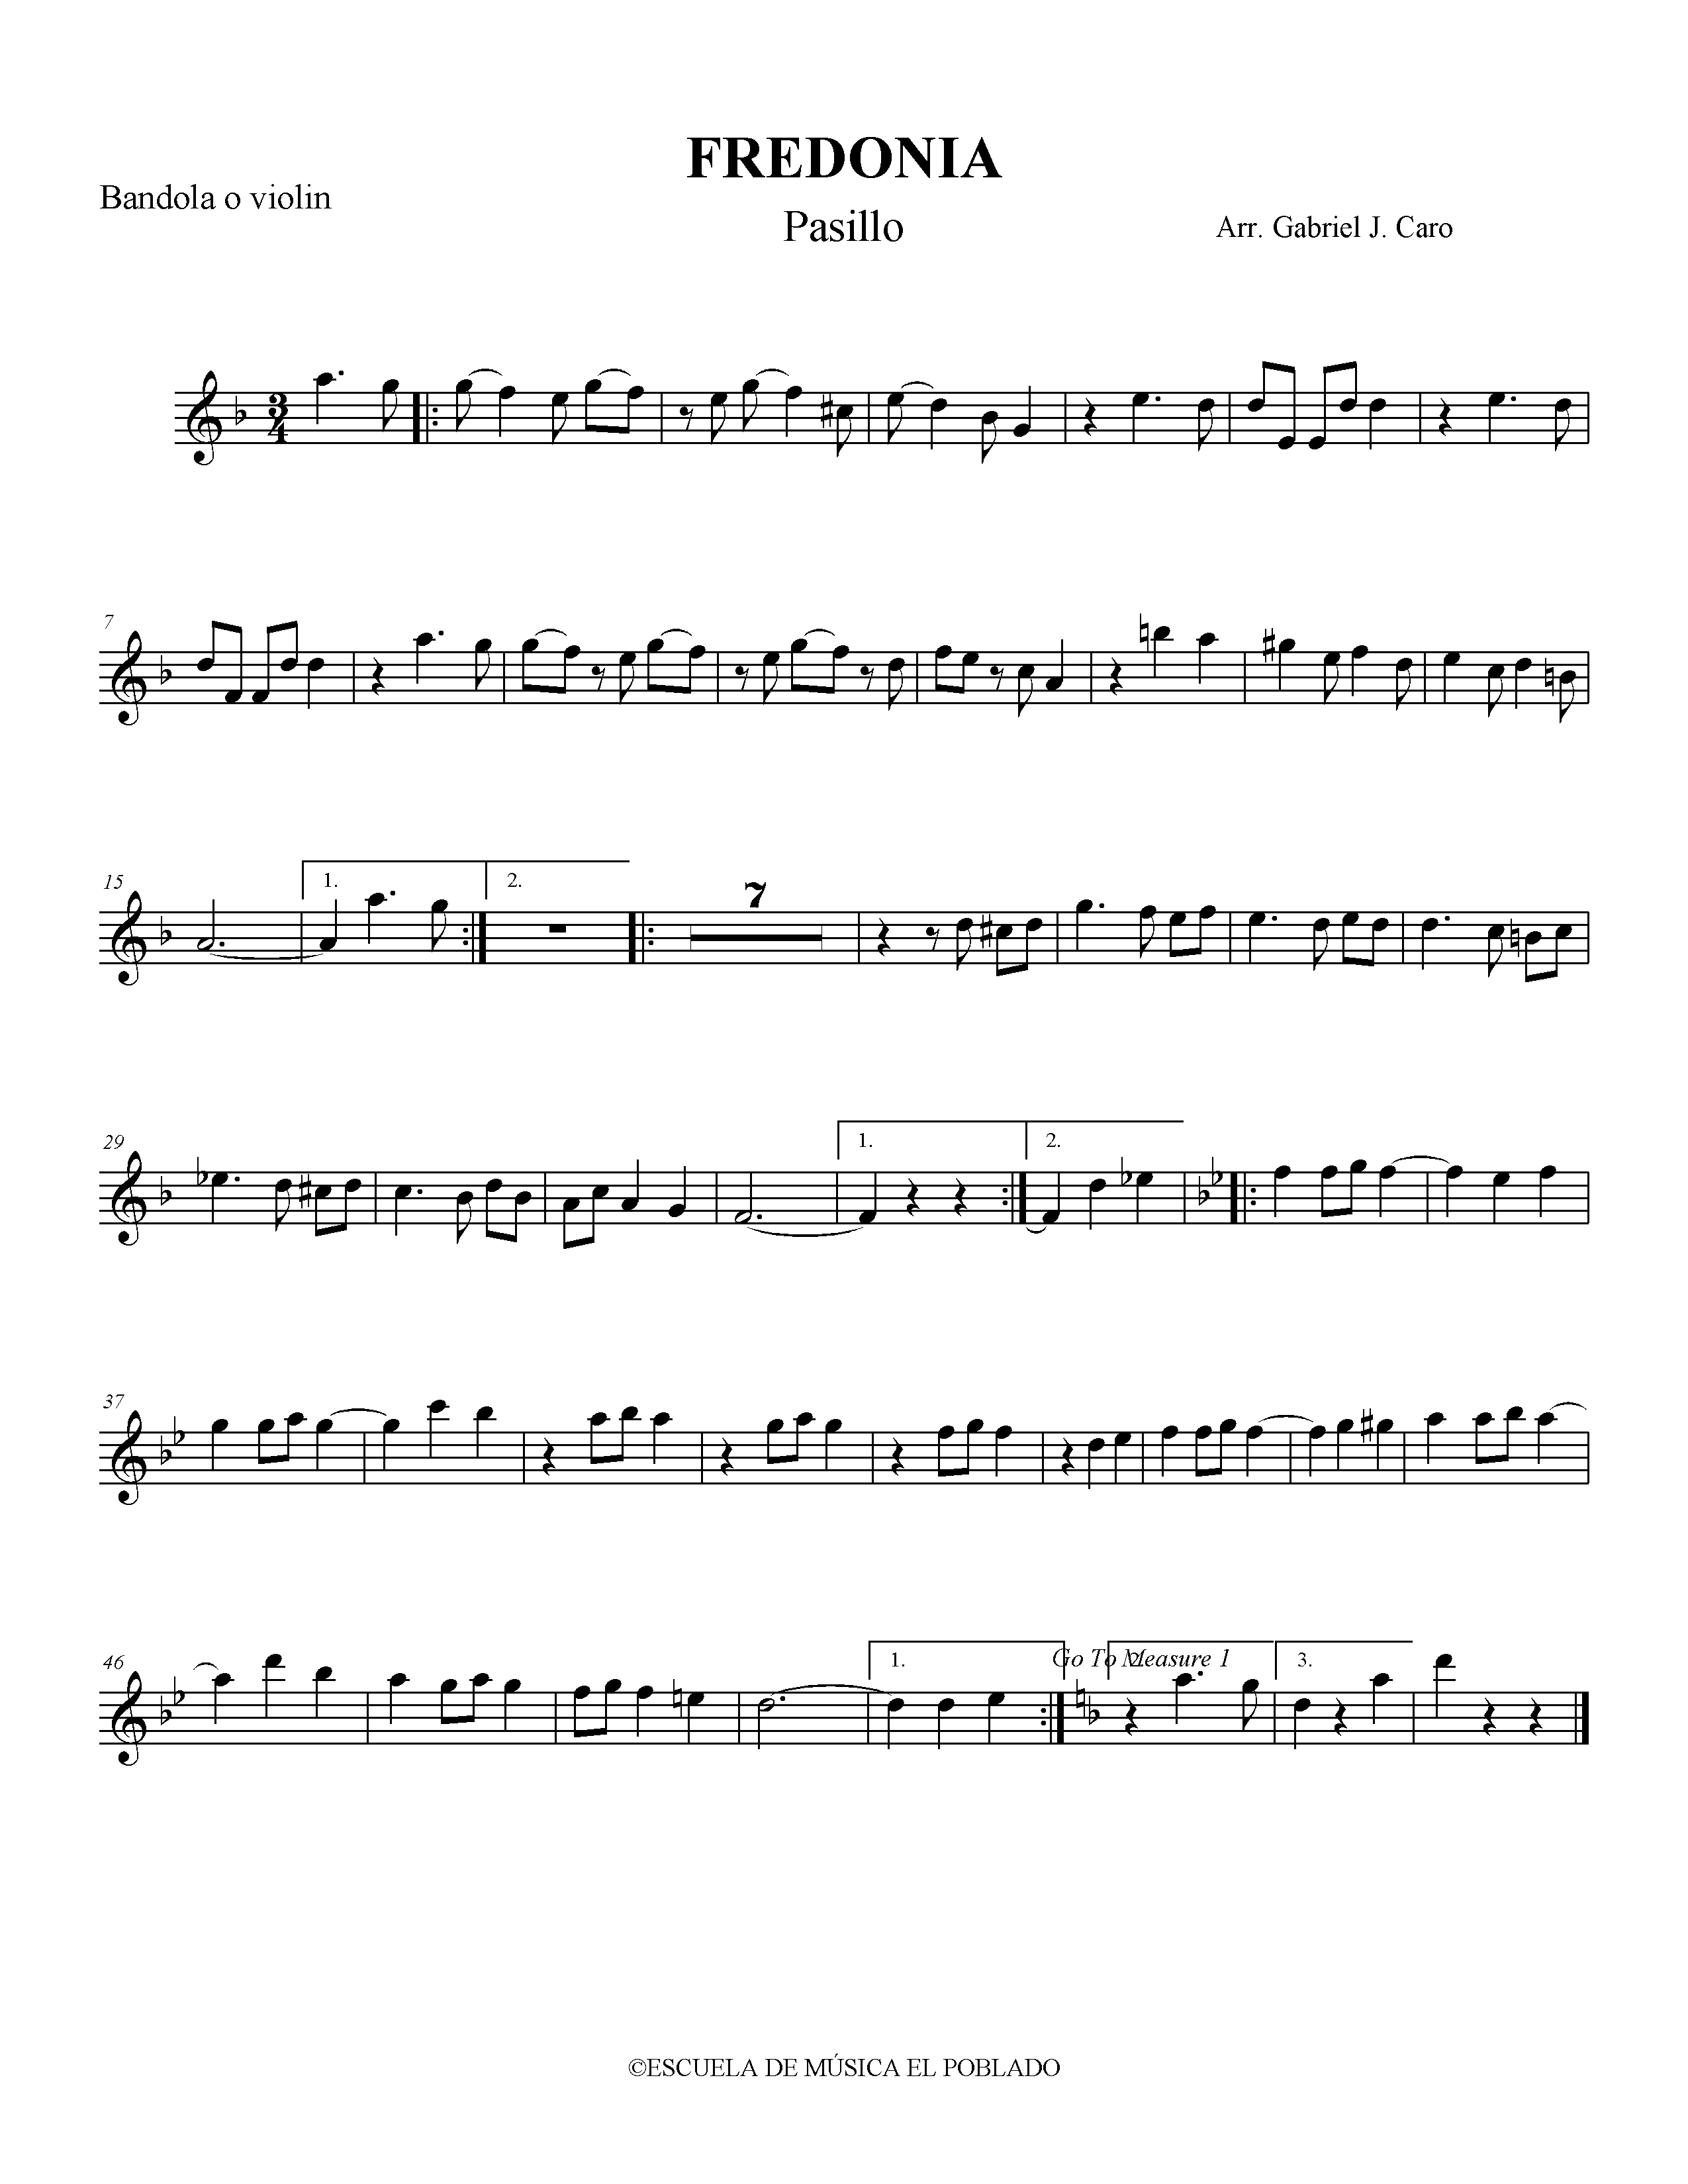 FREDONIA
Bandola o violin
Pasillo
Arr. Gabriel J. Caro
3
4
7
15
1.
2.
7
29
1.
2.
37
46
1.
Go To Measure 1
2.
3.
©ESCUELA DE MÚSICA EL POBLADO